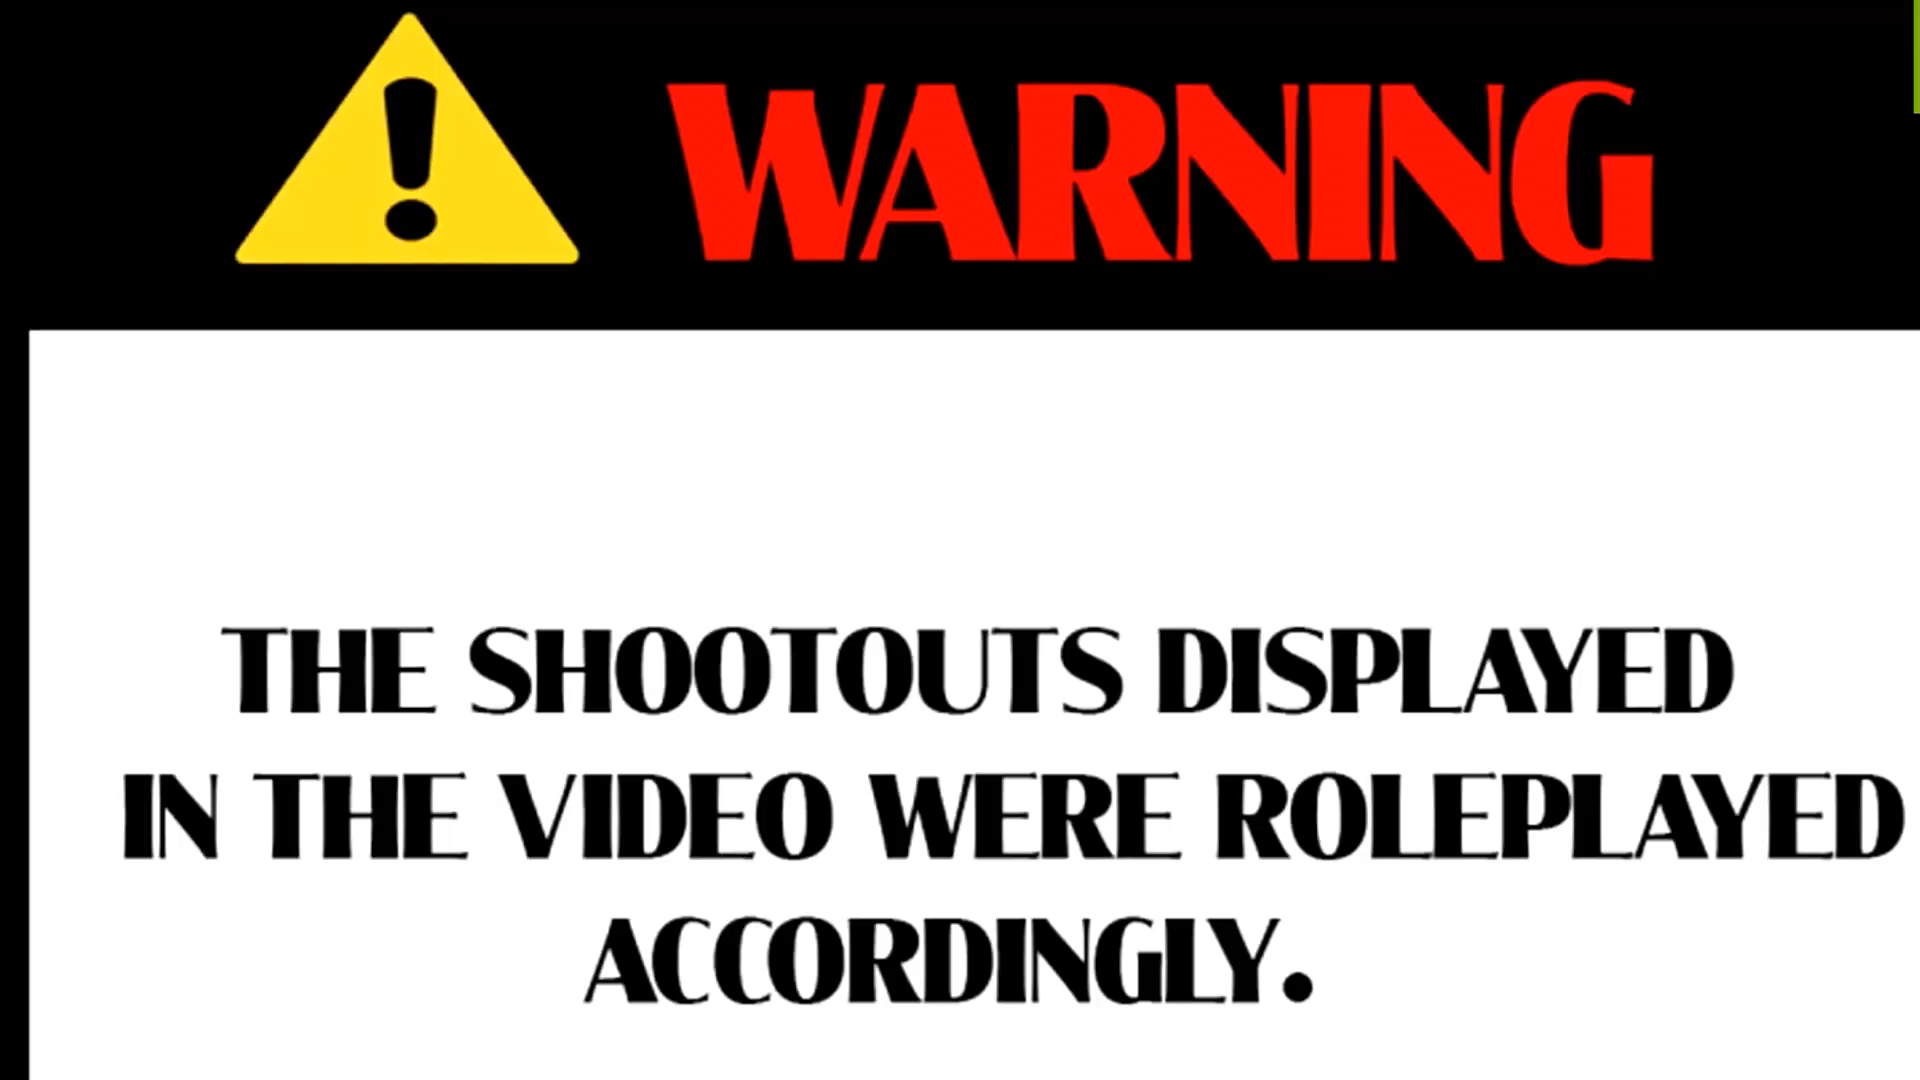 WARNING
THE SHOOTOUTS DISPLAYED
IN THE VIDEO WERE ROLEPLAYED
ACCORDINGLY.